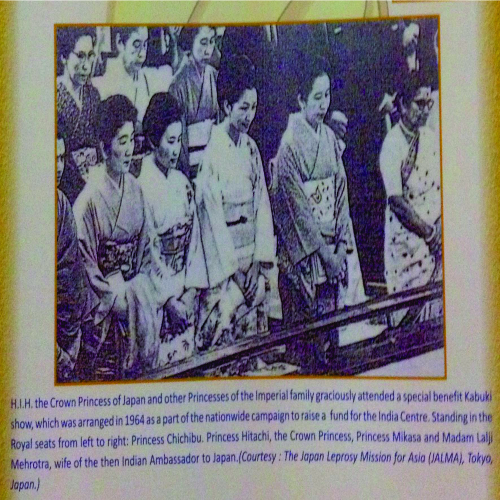 H.I.H. the Crown Princess of Japan and other Princesses of the Imperial family graciously attended a special benefit Kabuki
show, which was arranged in 1964 as a part of the nationwide campaign to raise a fund for the India Centre. Standing in the
Royal seats from left to right: Princess Chichibu. Princess Hitachi, the Crown Princess, Princess Mikasa and Madam Lalji
Mehrotra, wife of the then Indian Ambassador to Japan.(Courtesy : The Japan Leprosy Mission for Asia (JALMA), Tokyo,
Japan.)